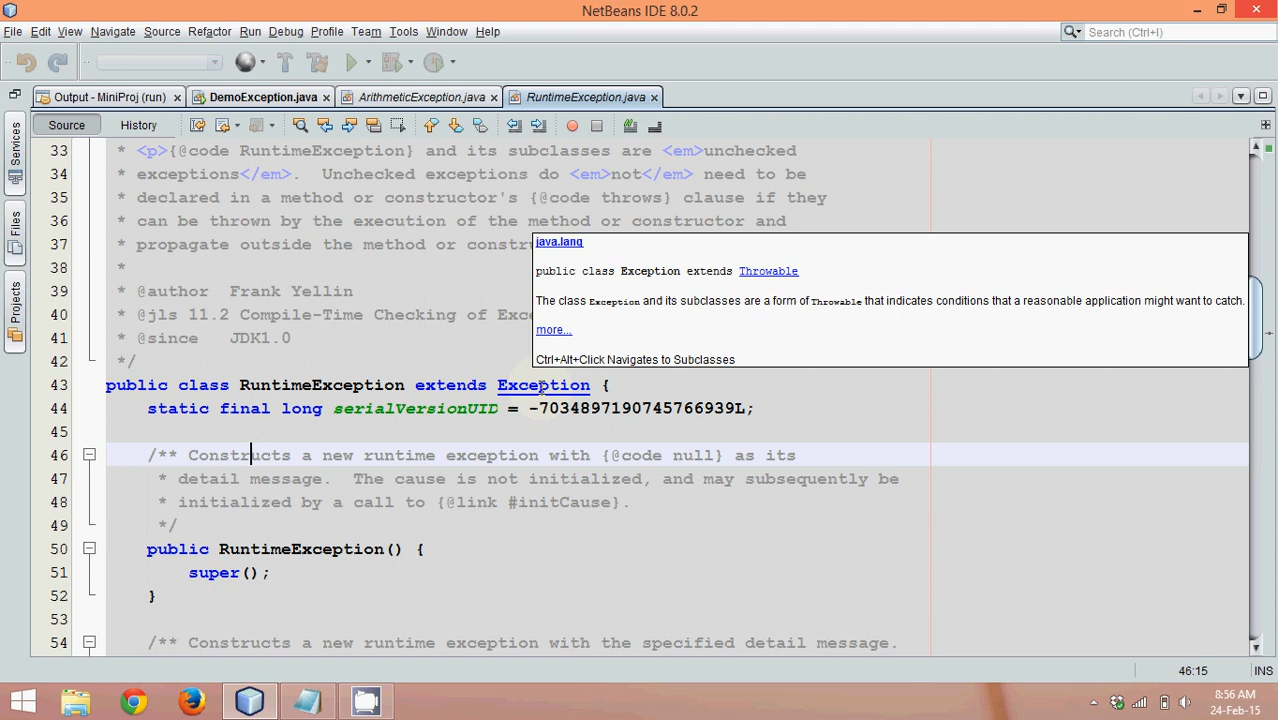 NetBeans IDE 8.0.2
File Edit View Navigate Source Refactor Run Debug Profile Team Tools Window Help
Search (Ctrl+I)
Output - MiniProj (run) DemoException.java ArithmeticException.java RuntimeException.java
Source History
Services
Files
Projects
33 * <p>{@code RuntimeException} and its subclasses are <em>unchecked
34 * exceptions</em>.  Unchecked exceptions do <em>not</em> need to be
35 * declared in a method or constructor's {@code throws} clause if they
36 * can be thrown by the execution of the method or constructor and
37 * propagate outside the method or constr
38 *
39 * @author  Frank Yellin
40 * @jls 11.2 Compile-Time Checking of Exce
41 * @since   JDK1.0
42 */
java.lang
public class Exception extends Throwable
The class Exception and its subclasses are a form of Throwable that indicates conditions that a reasonable application might want to catch.
more...
Ctrl+Alt+Click Navigates to Subclasses
43 public class RuntimeException extends Exception {
44 static final long serialVersionUID = -7034897190745766939L;
45
46 /** Constructs a new runtime exception with {@code null} as its
47 * detail message.  The cause is not initialized, and may subsequently be
48 * initialized by a call to {@link #initCause}.
49 */
50 public RuntimeException() {
51 super();
52 }
53
54 /** Constructs a new runtime exception with the specified detail message.
46:15 INS
8:56 AM
24-Feb-15